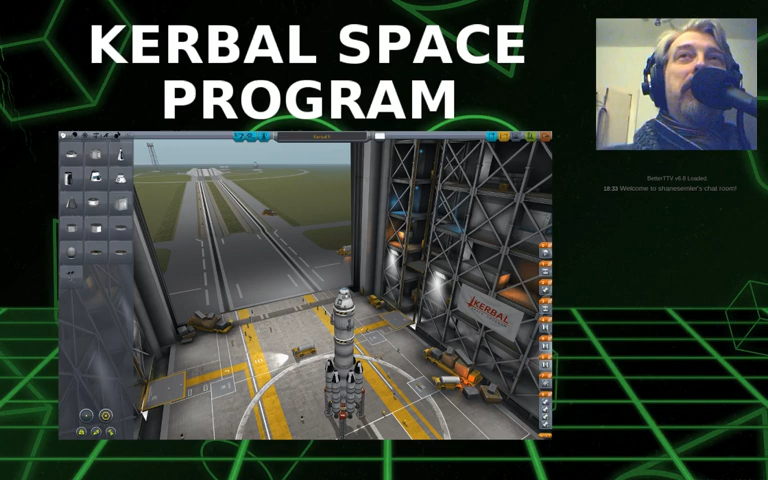 KERBAL SPACE
PROGRAM
BetterTTV v6.8 Loaded.
18:33 Welcome to shanesemler's chat room!
KERBAL